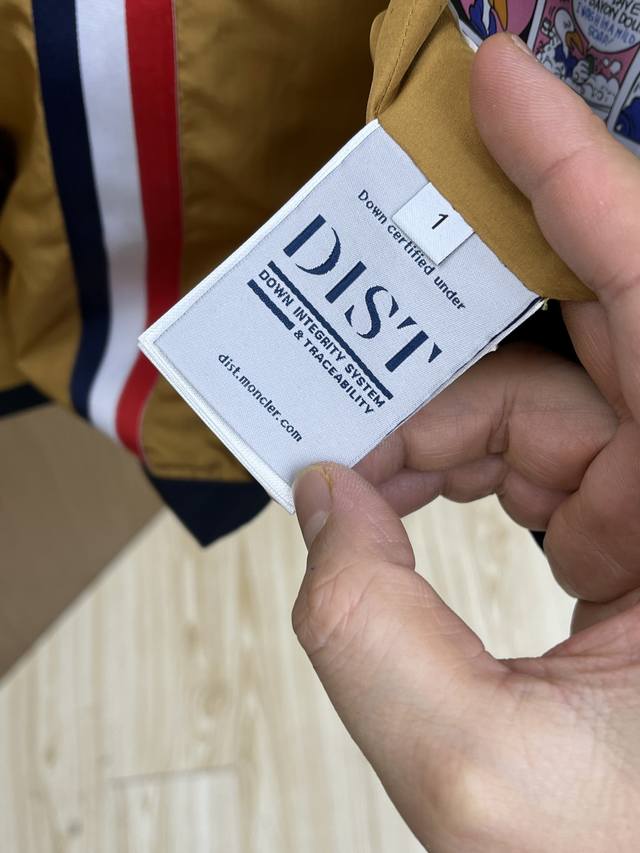 1
Down certified under
DIST
DOWN INTEGRITY SYSTEM
& TRACEABILITY
dist.moncler.com